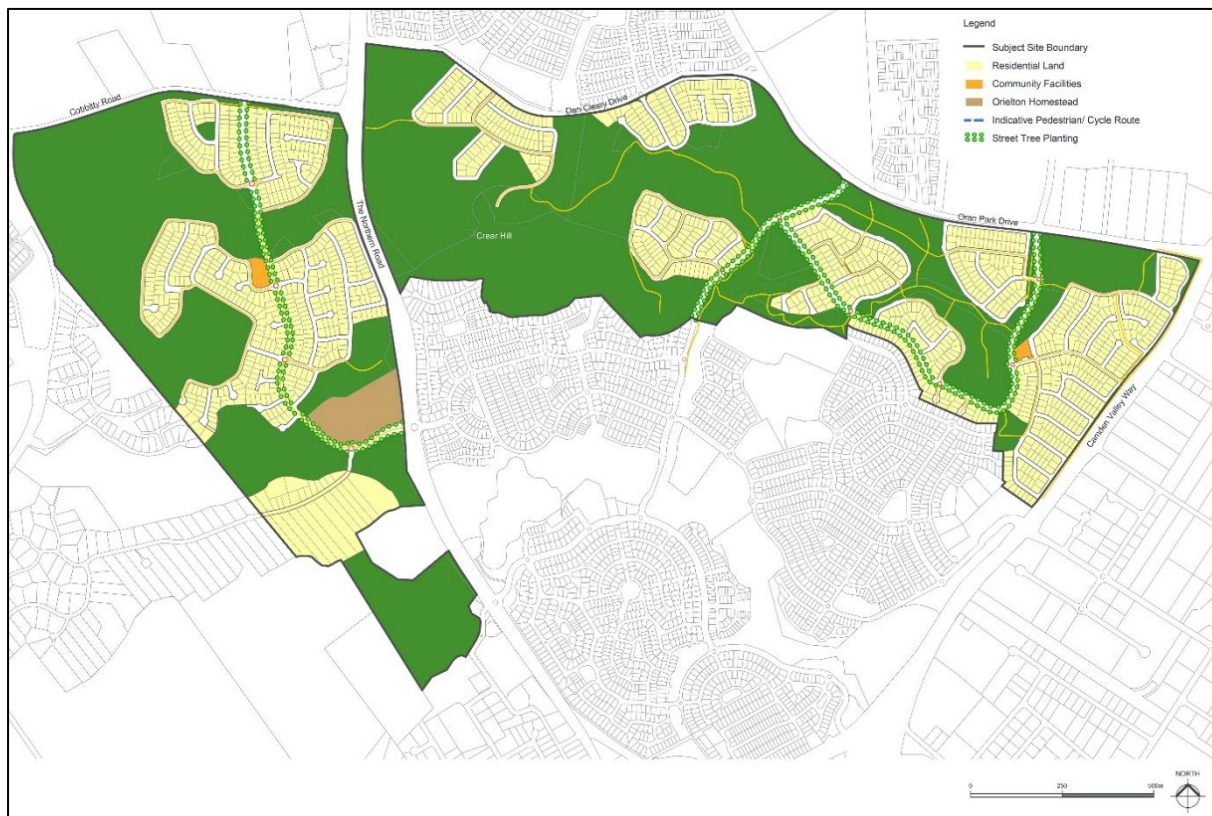 Legend
Subject Site Boundary
Residential Land
Community Facilities
Orielton Homestead
Indicative Pedestrian/ Cycle Route
Street Tree Planting
Cobbitty Road
Dan Cleary Drive
The Northern Road
Crear Hill
Oran Park Drive
Camden Valley Way
NORTH
0 250 500m